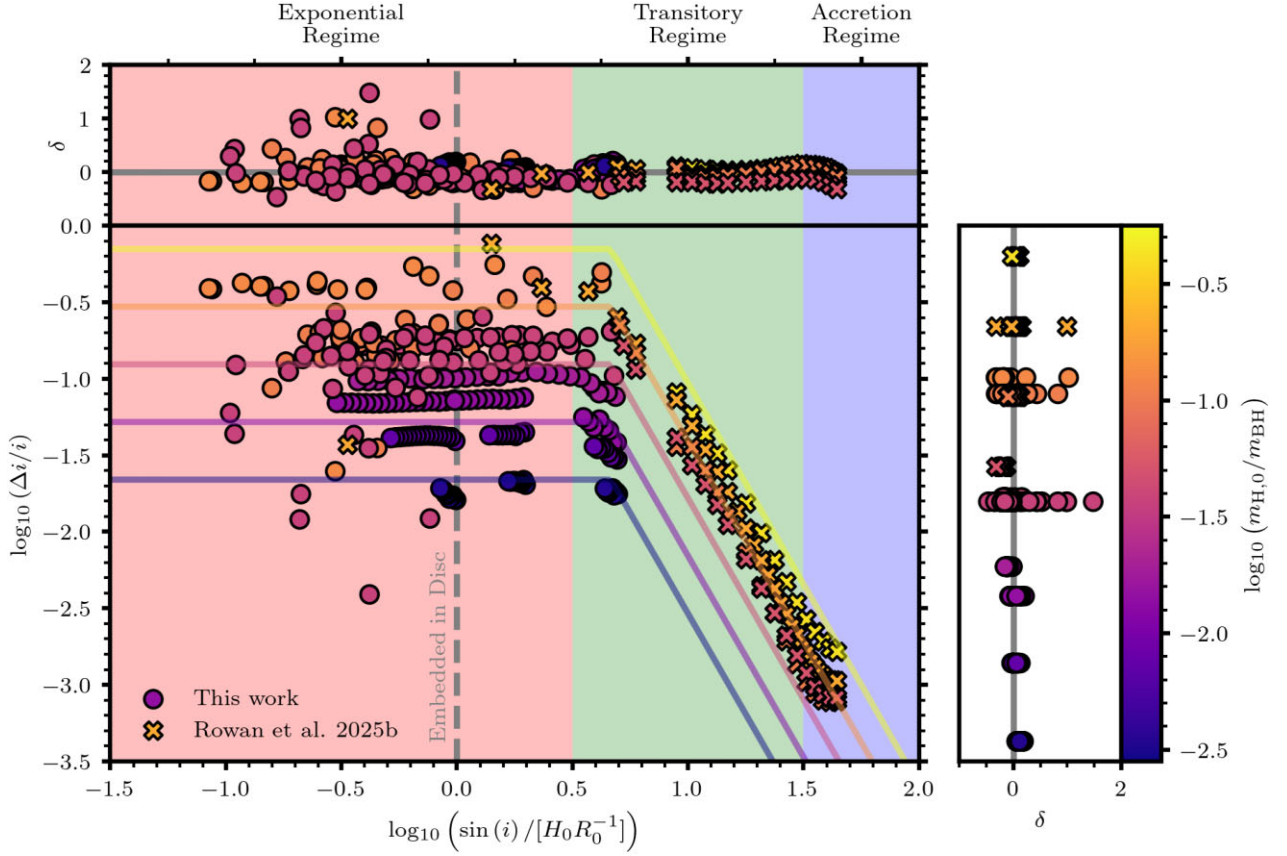 Exponential Regime
Transitory Regime
Accretion Regime
2
1
0
δ
0.0
−0.5
−1.0
−1.5
−2.0
−2.5
−3.0
−3.5
log10 (Δi/i)
Embedded in Disc
This work
Rowan et al. 2025b
−1.5 −1.0 −0.5 0.0 0.5 1.0 1.5 2.0
log10 (sin (i) /[H0R0^−1])
0 2
δ
−0.5
−1.0
−1.5
−2.0
−2.5
log10 (mH,0/mBH)